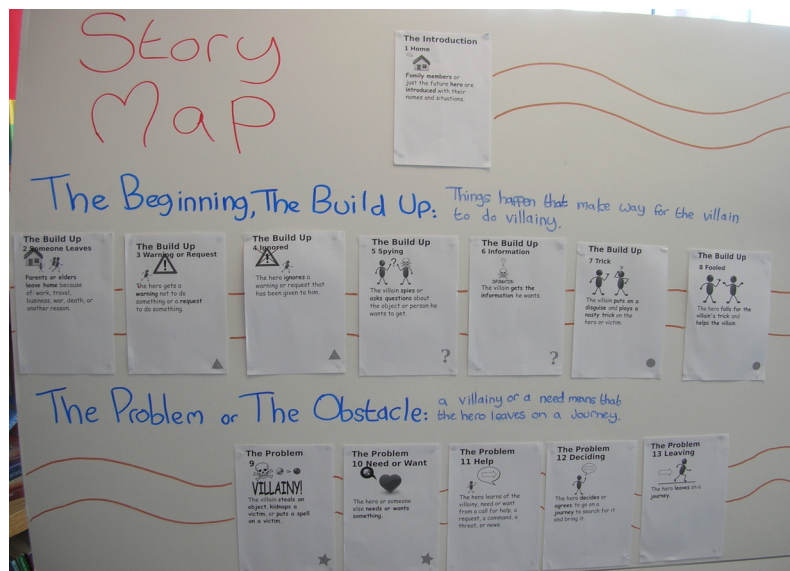 Story
Map
The Introduction
1 Home
Family members or
just the future hero are
introduced with their
names and situations.
The Beginning, The Build Up: Things happen that make way for the villain
to do villainy.
The Build Up
2 Someone Leaves
Parents or elders
leave home because
of: work, travel,
business, war, death, or
another reason.
The Build Up
3 Warning or Request
The hero gets a
warning not to do
something or a request
to do something.
The Build Up
4 Ignored
The hero ignores a
warning or request that
has been given to him.
The Build Up
5 Spying
The villain spies or
asks questions about
the object or person he
wants to get.
?
The Build Up
6 Information
The villain gets the
information he wants.
?
The Build Up
7 Trick
The villain puts on a
disguise and plays a
nasty trick on the
hero or victim.
The Build Up
8 Fooled
The hero falls for the
villain's trick and
helps the villain.
The Problem or The Obstacle: a villainy or a need means that
the hero leaves on a journey.
The Problem
9
VILLAINY!
The villain steals an
object, kidnaps a
victim, or puts a spell
on a victim.
The Problem
10 Need or Want
The hero or someone
else needs or wants
something.
The Problem
11 Help
The hero learns of the
villainy, need or want
from a call for help, a
request, a command, a
threat, or news.
The Problem
12 Deciding
The hero decides or
agrees to go on a
journey to search for it
and bring it.
The Problem
13 Leaving
The hero leaves on a
journey.